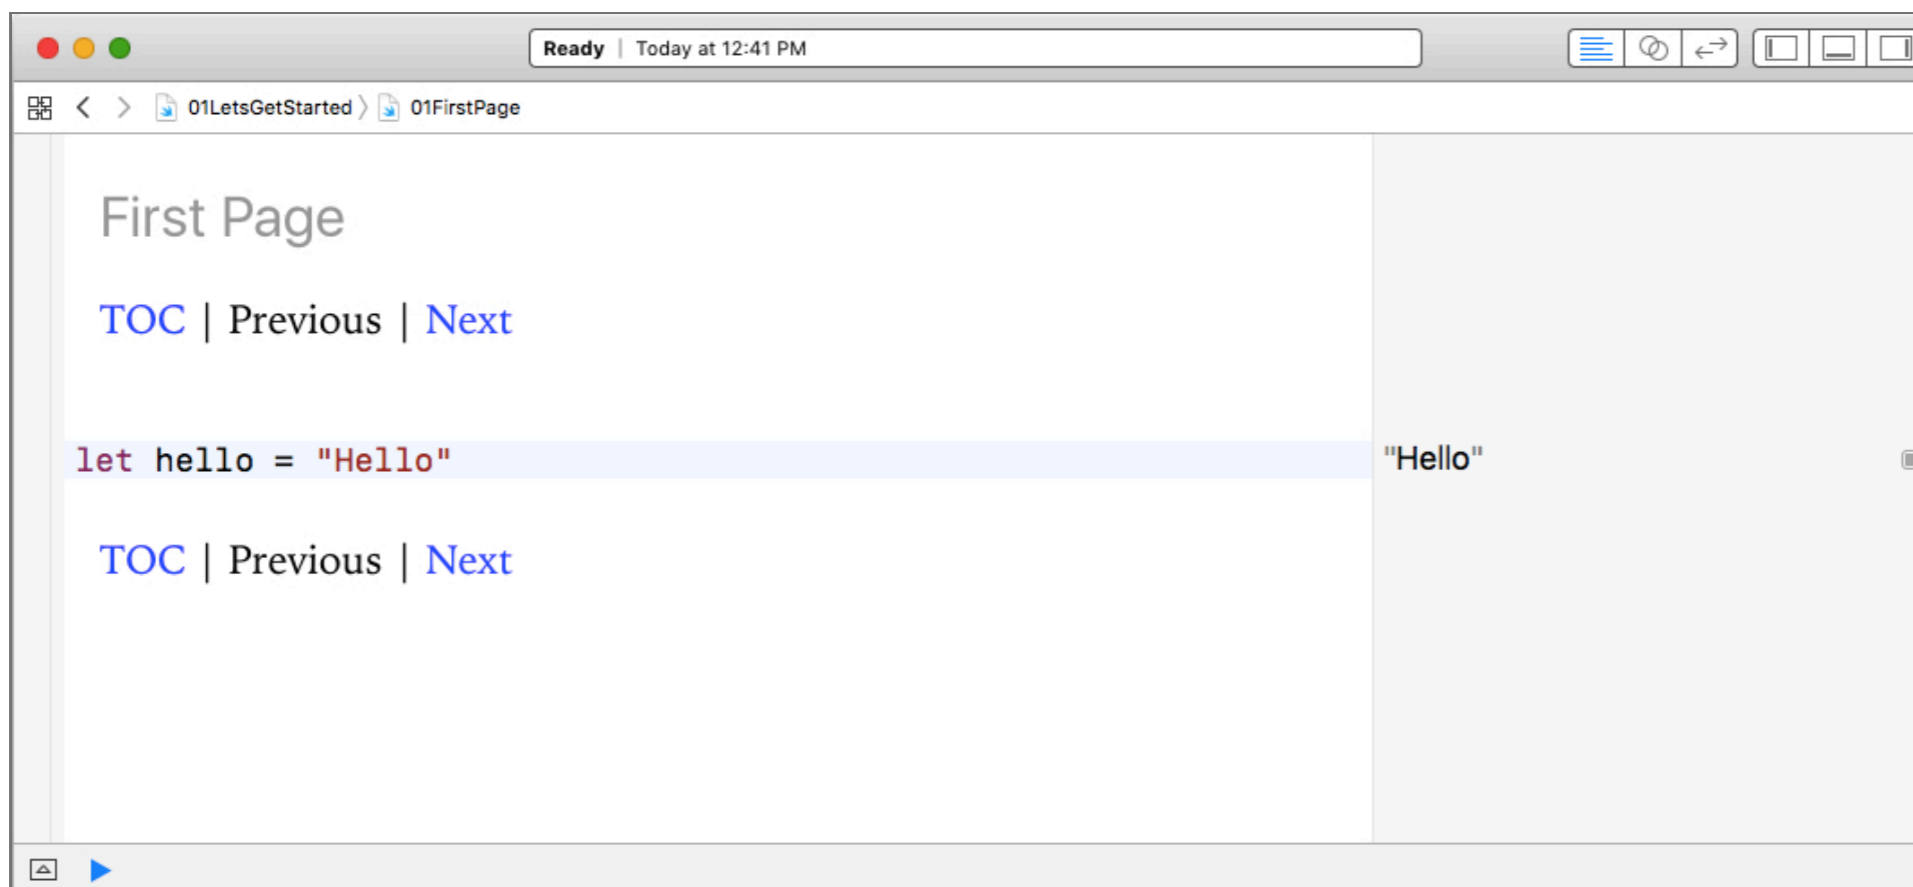 Ready | Today at 12:41 PM
01LetsGetStarted 〉 01FirstPage
First Page
TOC | Previous | Next
let hello = "Hello"
"Hello"
TOC | Previous | Next